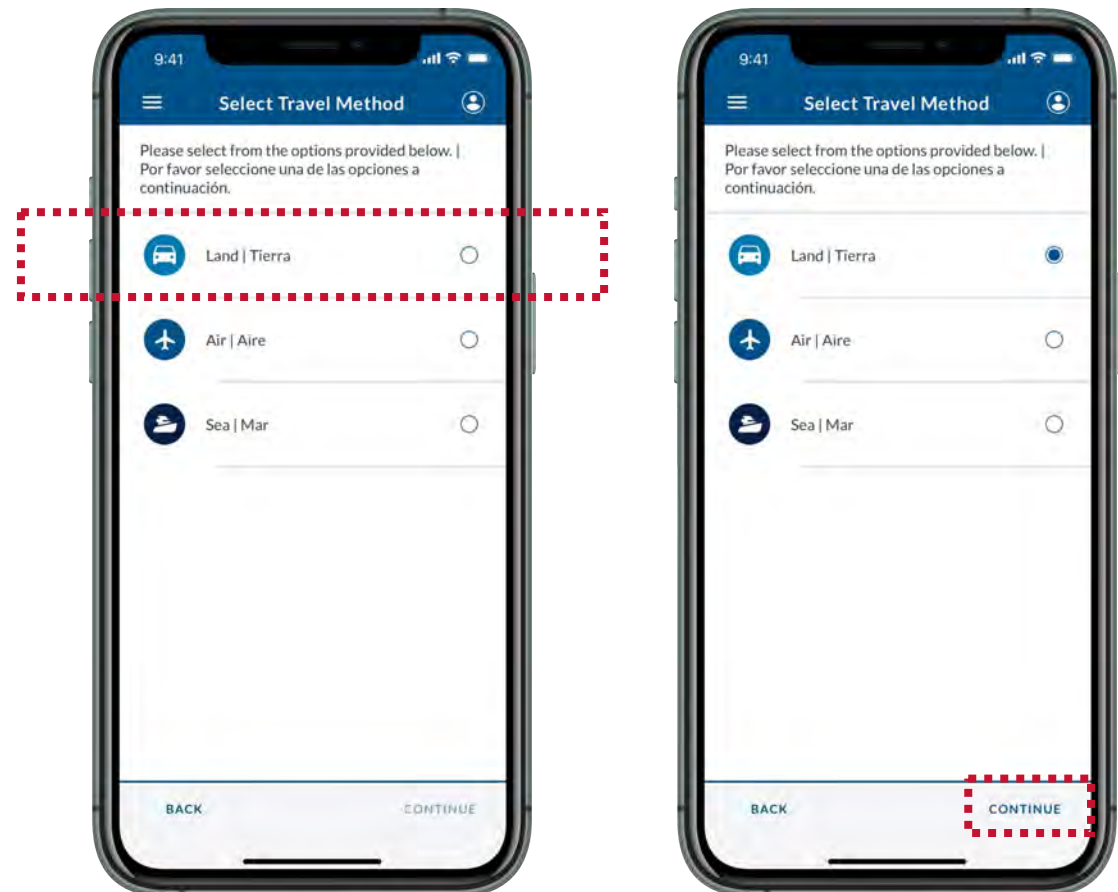 9:41
Select Travel Method
Please select from the options provided below. |
Por favor seleccione una de las opciones a
continuación.
Land | Tierra
Air | Aire
Sea | Mar
BACK CONTINUE
9:41
Select Travel Method
Please select from the options provided below. |
Por favor seleccione una de las opciones a
continuación.
Land | Tierra
Air | Aire
Sea | Mar
BACK CONTINUE